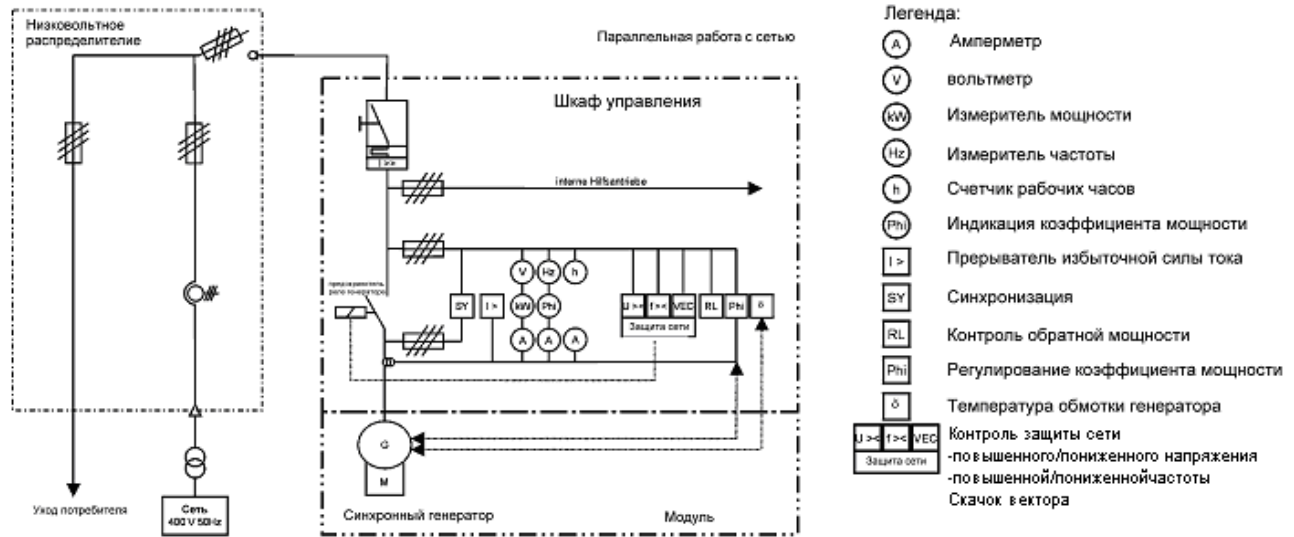 Низковольтное
распределителие
Параллельная работа с сетью
Шкаф управления
I >>
interne Hilfsantriebe
реле генератора
V
Hz
h
SY
I >
kW
Phi
U ><
f ><
VEC
RL
Phi
δ
Защита сети
A
A
A
G
M
Уход потребителя
Сеть
400 V 50Hz
Синхронный генератор
Модуль
Легенда:
A
Амперметр
V
вольтметр
kW
Измеритель мощности
Hz
Измеритель частоты
h
Счетчик рабочих часов
Phi
Индикация коэффициента мощности
I >
Прерыватель избыточной силы тока
SY
Синхронизация
RL
Контроль обратной мощности
Phi
Регулирование коэффициента мощности
δ
Температура обмотки генератора
U ><
f ><
VEC
Защита сети
Контроль защиты сети
-повышенного/пониженного напряжения
-повышенной/пониженнойчастоты
Скачок вектора